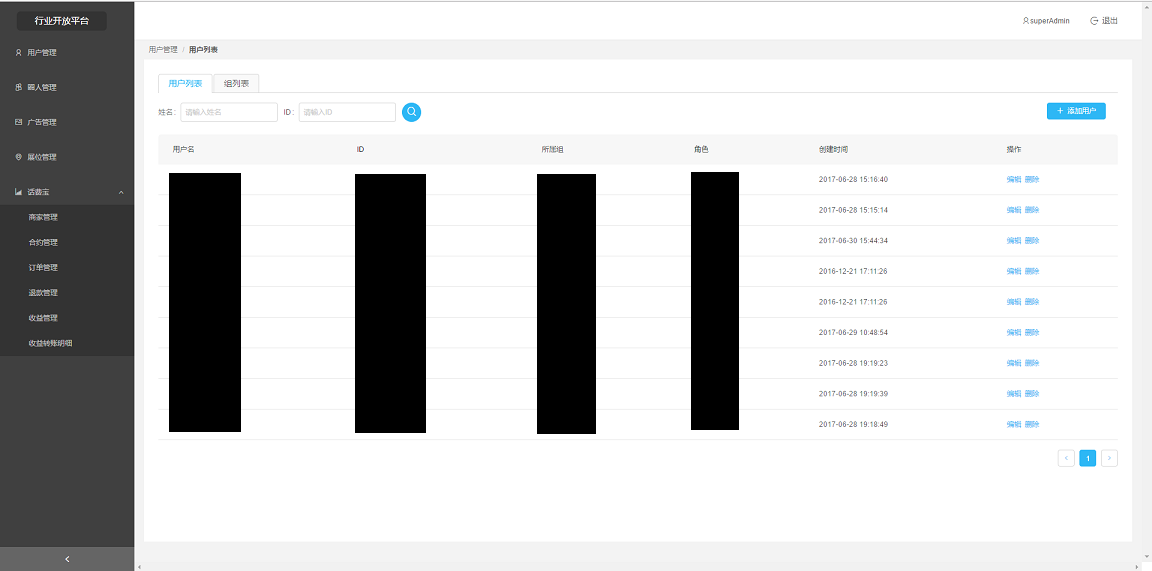 行业开放平台
superAdmin
退出
用户管理
器人管理
广告管理
展位管理
话费宝
商家管理
合约管理
订单管理
退款管理
收益管理
收益转账明细
用户管理 / 用户列表
用户列表
组列表
姓名:
请输入姓名
ID:
请输入ID
+ 添加用户
用户名 ID 所属组 角色 创建时间 操作
2017-06-28 15:16:40 编辑 删除
2017-06-28 15:15:14 编辑 删除
2017-06-30 15:44:34 编辑 删除
2016-12-21 17:11:26 编辑 删除
2016-12-21 17:11:26 编辑 删除
2017-06-29 10:48:54 编辑 删除
2017-06-28 19:19:23 编辑 删除
2017-06-28 19:19:39 编辑 删除
2017-06-28 19:18:49 编辑 删除
< 1 >